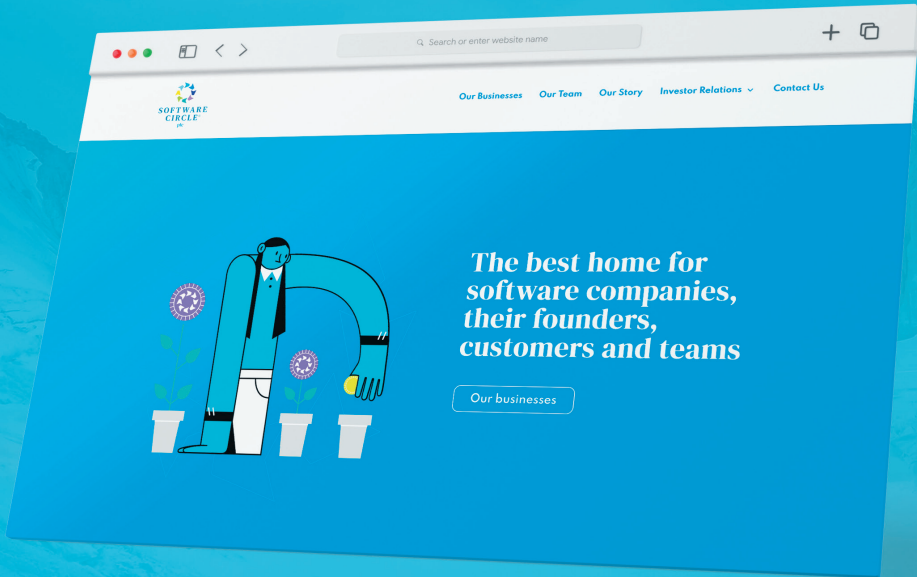 Search or enter website name
SOFTWARE
CIRCLE®
plc
Our Businesses Our Team Our Story Investor Relations Contact Us
The best home for
software companies,
their founders,
customers and teams
Our businesses